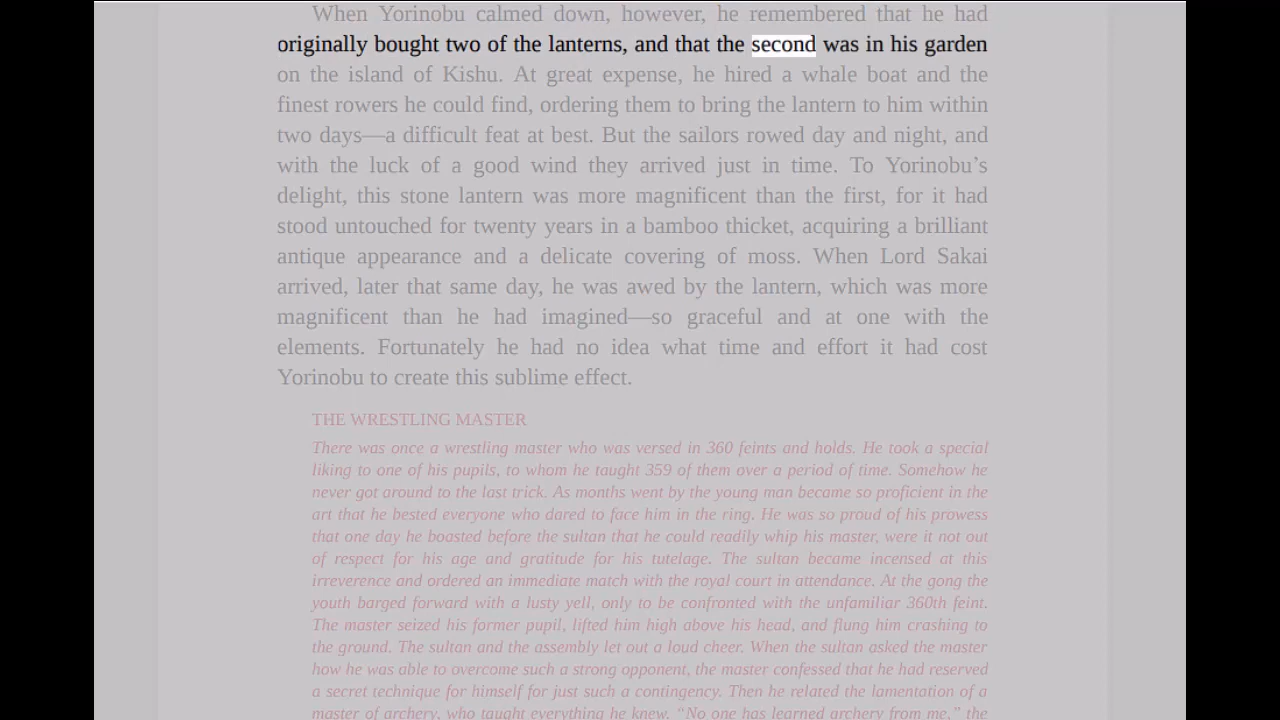 When Yorinobu calmed down, however, he remembered that he had
originally bought two of the lanterns, and that the second was in his garden
on the island of Kishu. At great expense, he hired a whale boat and the
finest rowers he could find, ordering them to bring the lantern to him within
two days—a difficult feat at best. But the sailors rowed day and night, and
with the luck of a good wind they arrived just in time. To Yorinobu’s
delight, this stone lantern was more magnificent than the first, for it had
stood untouched for twenty years in a bamboo thicket, acquiring a brilliant
antique appearance and a delicate covering of moss. When Lord Sakai
arrived, later that same day, he was awed by the lantern, which was more
magnificent than he had imagined—so graceful and at one with the
elements. Fortunately he had no idea what time and effort it had cost
Yorinobu to create this sublime effect.
THE WRESTLING MASTER
There was once a wrestling master who was versed in 360 feints and holds. He took a special
liking to one of his pupils, to whom he taught 359 of them over a period of time. Somehow he
never got around to the last trick. As months went by the young man became so proficient in the
art that he bested everyone who dared to face him in the ring. He was so proud of his prowess
that one day he boasted before the sultan that he could readily whip his master, were it not out
of respect for his age and gratitude for his tutelage. The sultan became incensed at this
irreverence and ordered an immediate match with the royal court in attendance. At the gong the
youth barged forward with a lusty yell, only to be confronted with the unfamiliar 360th feint.
The master seized his former pupil, lifted him high above his head, and flung him crashing to
the ground. The sultan and the assembly let out a loud cheer. When the sultan asked the master
how he was able to overcome such a strong opponent, the master confessed that he had reserved
a secret technique for himself for just such a contingency. Then he related the lamentation of a
master of archery, who taught everything he knew. “No one has learned archery from me,” the